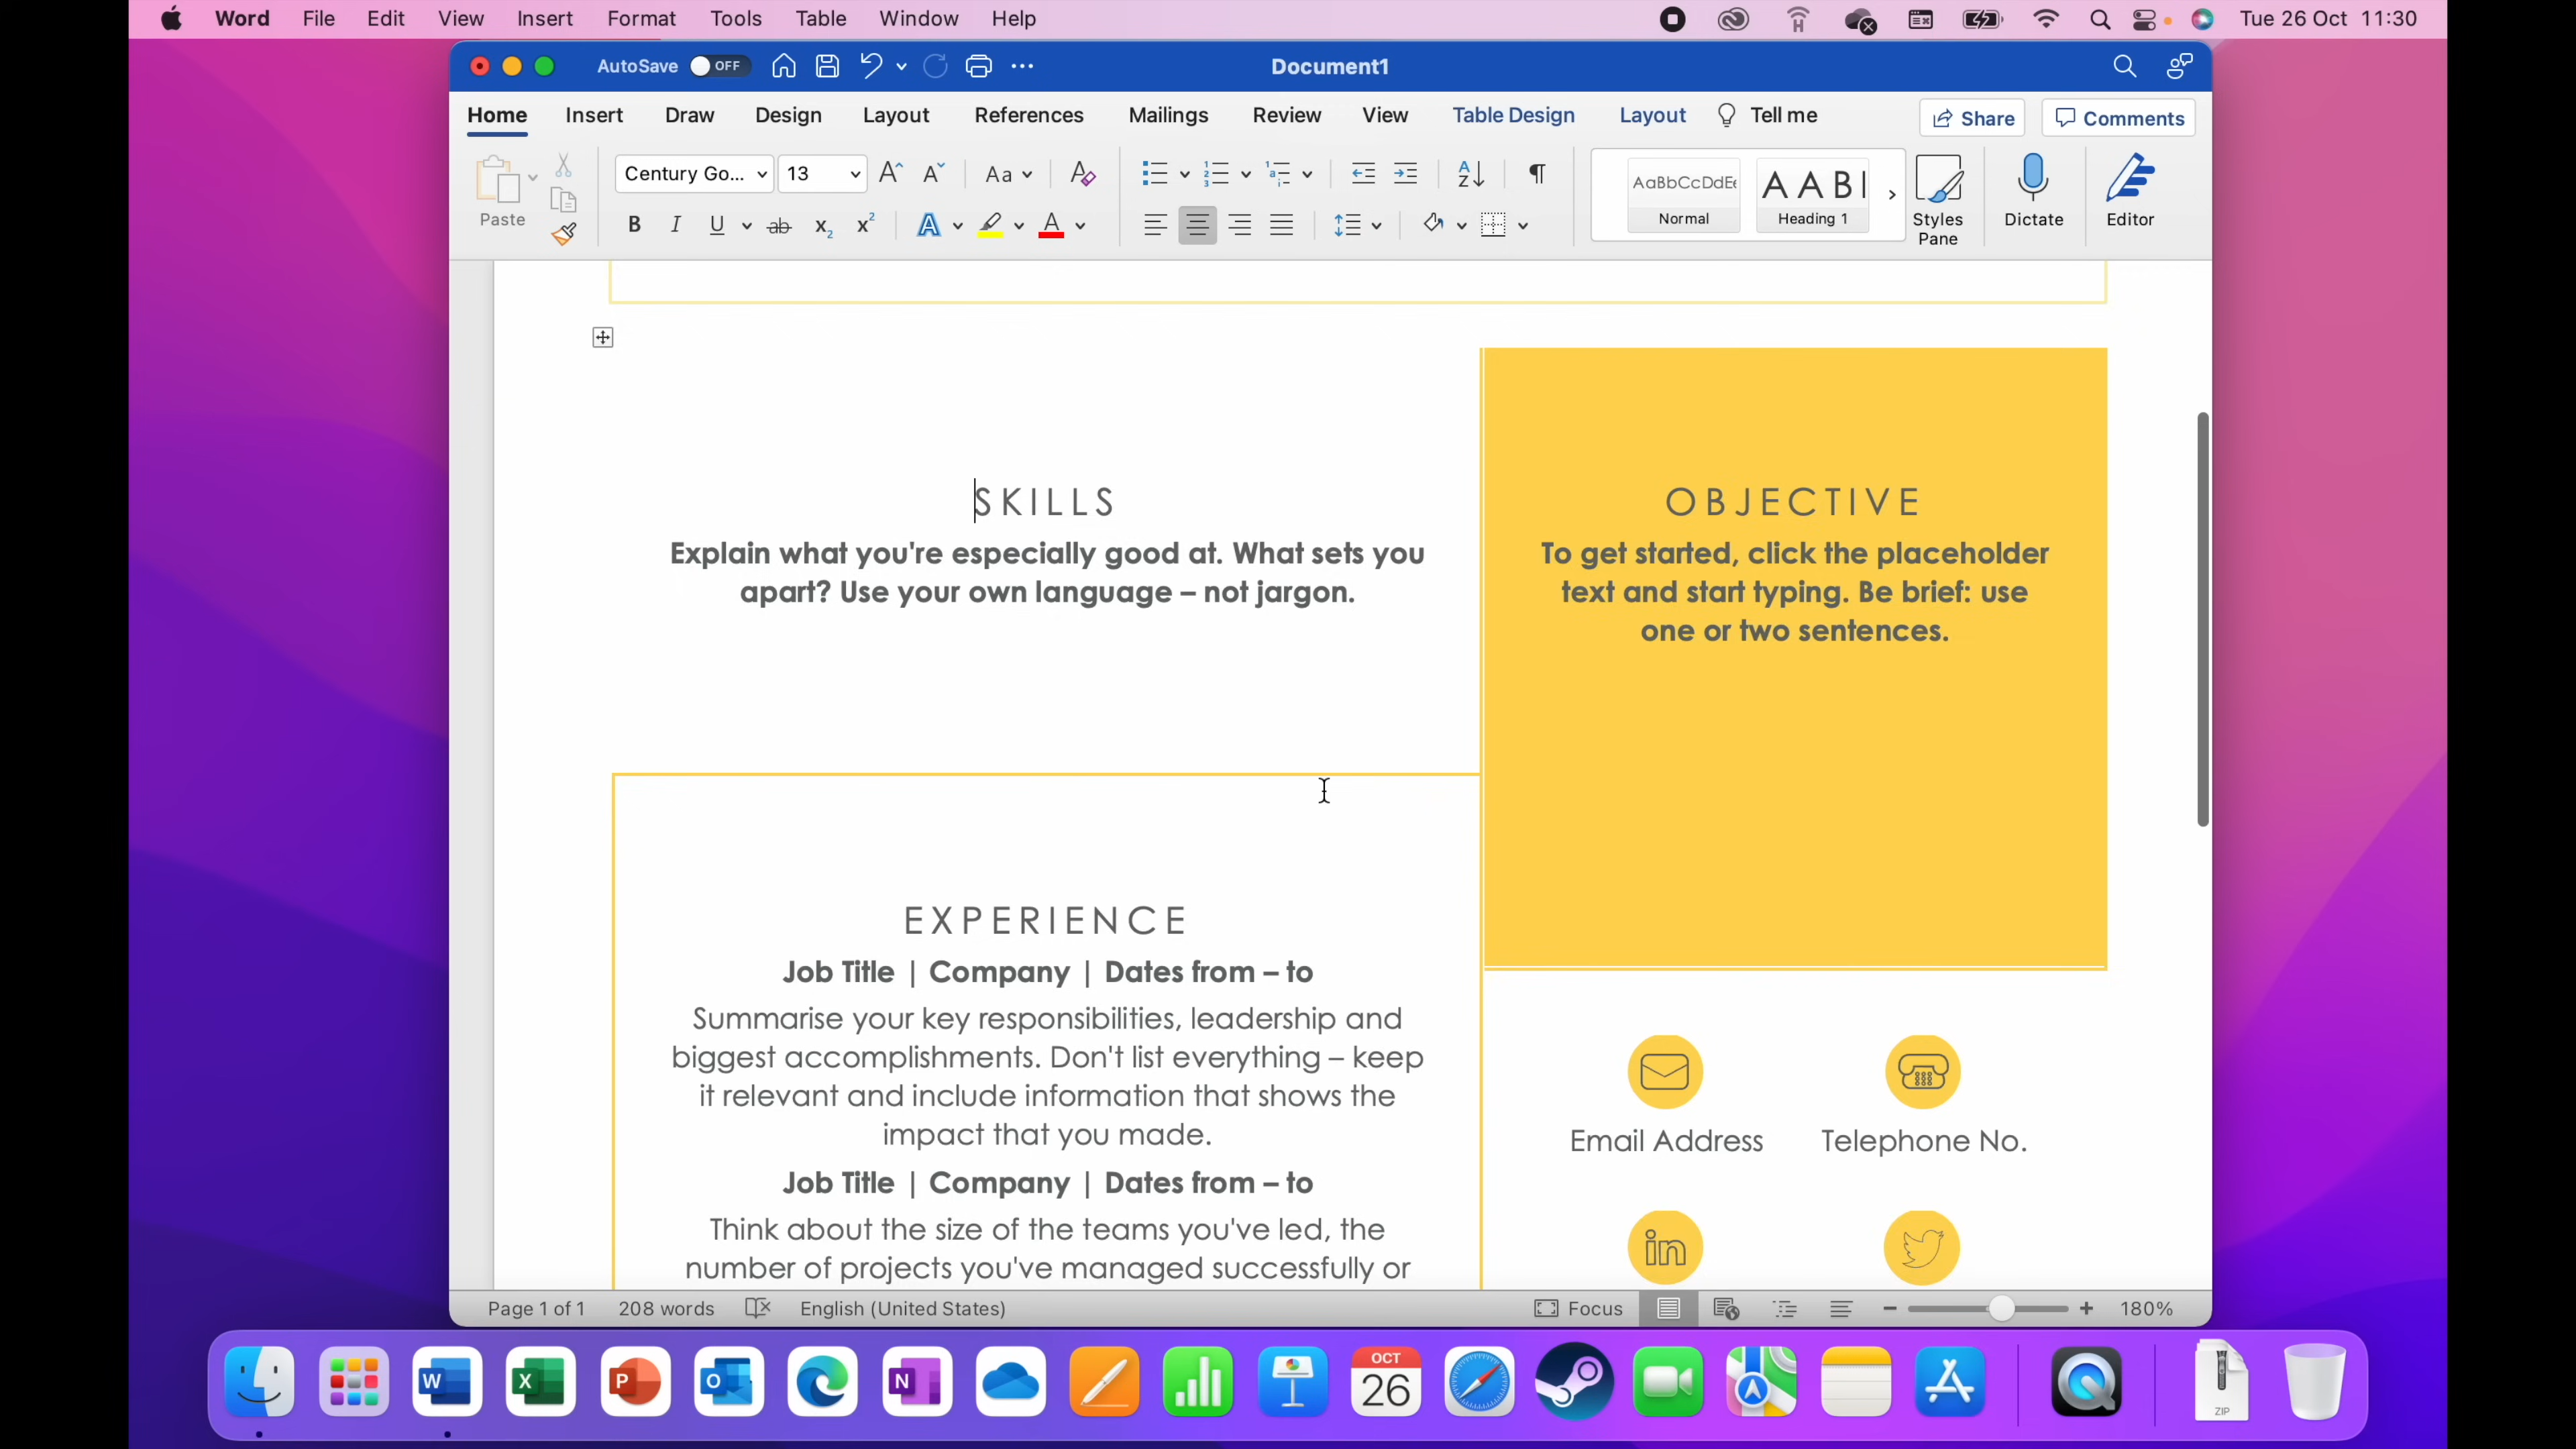 Word File Edit View Insert Format Tools Table Window Help Tue 26 Oct 11:30
AutoSave OFF Document1
Home Insert Draw Design Layout References Mailings Review View Table Design Layout Tell me Share Comments
Paste Century Go... 13 Aa AaBbCcDdEe Normal AABI Heading 1 Styles Pane Dictate Editor
SKILLS
Explain what you're especially good at. What sets you
apart? Use your own language – not jargon.
OBJECTIVE
To get started, click the placeholder
text and start typing. Be brief: use
one or two sentences.
EXPERIENCE
Job Title | Company | Dates from – to
Summarise your key responsibilities, leadership and
biggest accomplishments. Don't list everything – keep
it relevant and include information that shows the
impact that you made.
Job Title | Company | Dates from – to
Think about the size of the teams you've led, the
number of projects you've managed successfully or
Email Address Telephone No.
in
Page 1 of 1 208 words English (United States) Focus 180%
OCT
26
ZIP